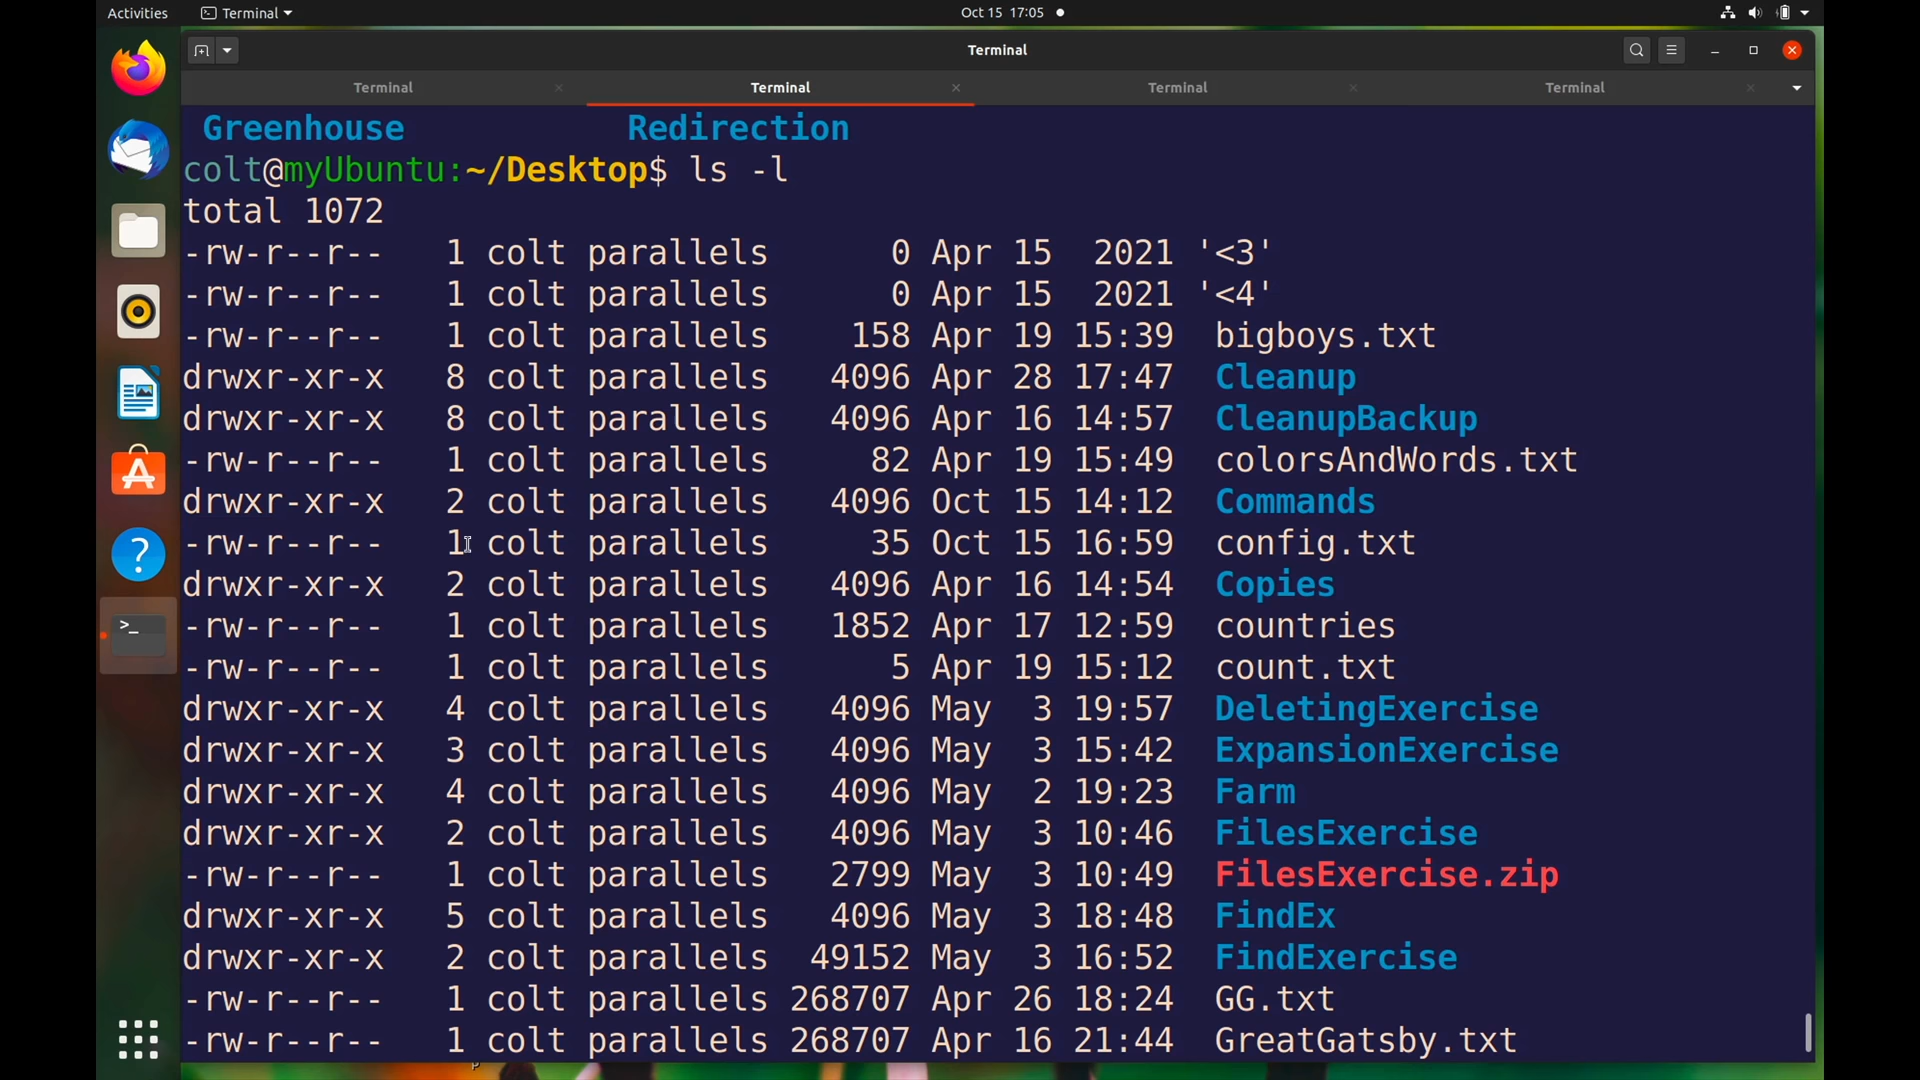 Activities Terminal Oct 15 17:05
Terminal
Terminal Terminal Terminal Terminal
Greenhouse Redirection
colt@myUbuntu:~/Desktop$ ls -l
total 1072
-rw-r--r-- 1 colt parallels 0 Apr 15 2021 '<3'
-rw-r--r-- 1 colt parallels 0 Apr 15 2021 '<4'
-rw-r--r-- 1 colt parallels 158 Apr 19 15:39 bigboys.txt
drwxr-xr-x 8 colt parallels 4096 Apr 28 17:47 Cleanup
drwxr-xr-x 8 colt parallels 4096 Apr 16 14:57 CleanupBackup
-rw-r--r-- 1 colt parallels 82 Apr 19 15:49 colorsAndWords.txt
drwxr-xr-x 2 colt parallels 4096 Oct 15 14:12 Commands
-rw-r--r-- 1 colt parallels 35 Oct 15 16:59 config.txt
drwxr-xr-x 2 colt parallels 4096 Apr 16 14:54 Copies
-rw-r--r-- 1 colt parallels 1852 Apr 17 12:59 countries
-rw-r--r-- 1 colt parallels 5 Apr 19 15:12 count.txt
drwxr-xr-x 4 colt parallels 4096 May 3 19:57 DeletingExercise
drwxr-xr-x 3 colt parallels 4096 May 3 15:42 ExpansionExercise
drwxr-xr-x 4 colt parallels 4096 May 2 19:23 Farm
drwxr-xr-x 2 colt parallels 4096 May 3 10:46 FilesExercise
-rw-r--r-- 1 colt parallels 2799 May 3 10:49 FilesExercise.zip
drwxr-xr-x 5 colt parallels 4096 May 3 18:48 FindEx
drwxr-xr-x 2 colt parallels 49152 May 3 16:52 FindExercise
-rw-r--r-- 1 colt parallels 268707 Apr 26 18:24 GG.txt
-rw-r--r-- 1 colt parallels 268707 Apr 16 21:44 GreatGatsby.txt